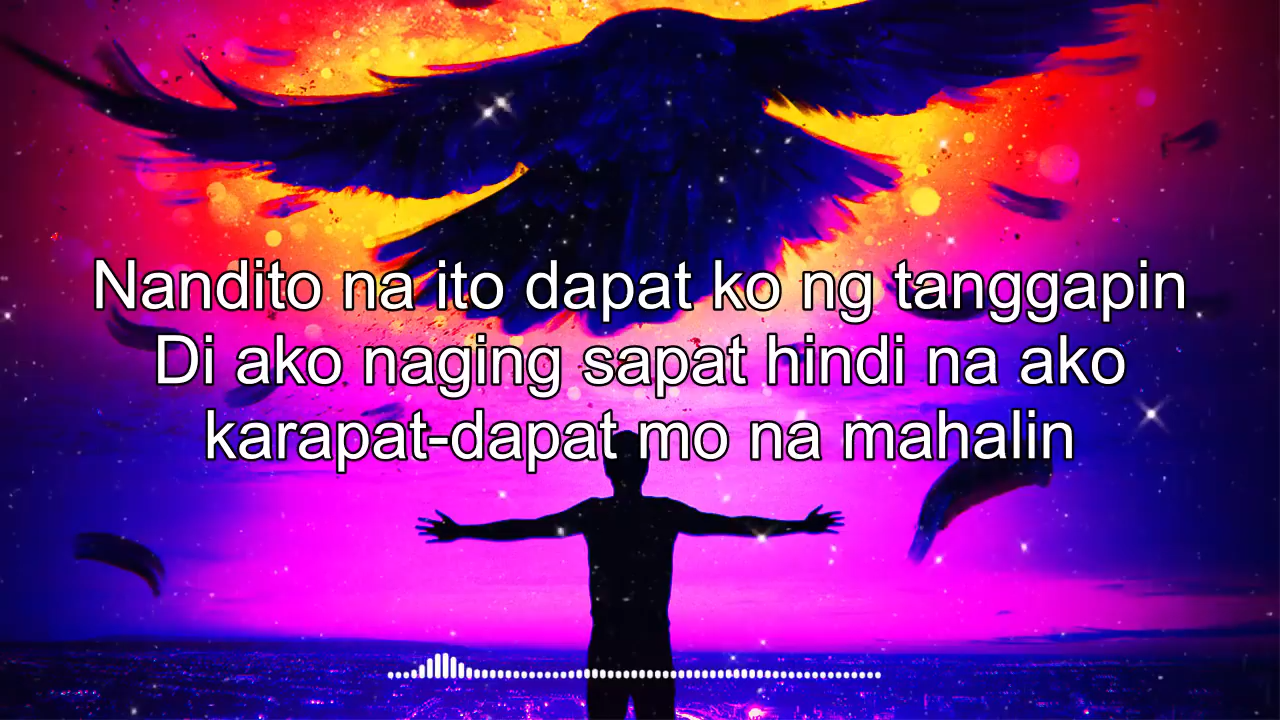 Nandito na ito dapat ko ng tanggapin
Di ako naging sapat hindi na ako
karapat-dapat mo na mahalin